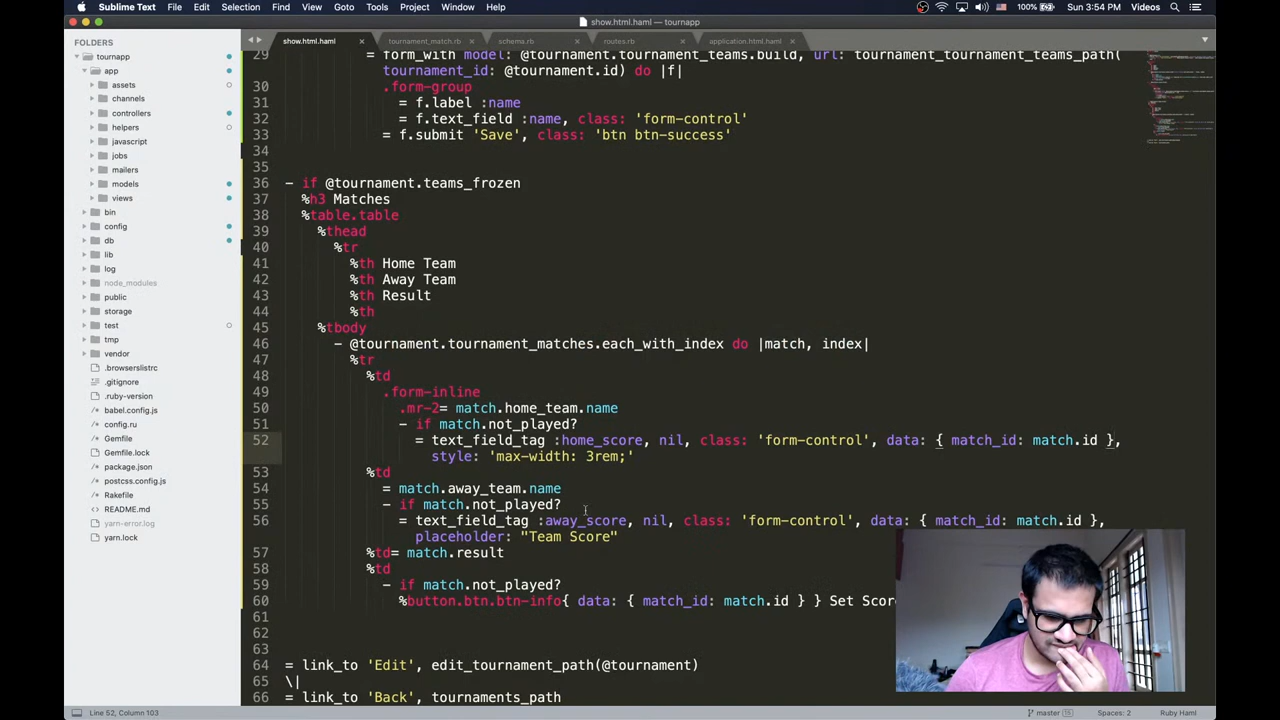 Sublime Text File Edit Selection Find View Goto Tools Project Window Help 100% Sun 3:54 PM
show.html.haml — tournapp
FOLDERS
tournapp
app
assets
channels
controllers
helpers
javascript
jobs
mailers
models
views
bin
config
db
lib
log
node_modules
public
storage
test
tmp
vendor
.browserslistrc
.gitignore
.ruby-version
babel.config.js
config.ru
Gemfile
Gemfile.lock
package.json
postcss.config.js
Rakefile
README.md
yarn-error.log
yarn.lock
show.html.haml tournament_match.rb schema.rb routes.rb application.html.haml
29 = form_with model: @tournament.tournament_teams.build, url: tournament_tournament_teams_path(
tournament_id: @tournament.id) do |f|
30 .form-group
31 = f.label :name
32 = f.text_field :name, class: 'form-control'
33 = f.submit 'Save', class: 'btn btn-success'
34
35
36 - if @tournament.teams_frozen
37 %h3 Matches
38 %table.table
39 %thead
40 %tr
41 %th Home Team
42 %th Away Team
43 %th Result
44 %th
45 %tbody
46 - @tournament.tournament_matches.each_with_index do |match, index|
47 %tr
48 %td
49 .form-inline
50 .mr-2= match.home_team.name
51 - if match.not_played?
52 = text_field_tag :home_score, nil, class: 'form-control', data: { match_id: match.id },
style: 'max-width: 3rem;'
53 %td
54 = match.away_team.name
55 - if match.not_played?
56 = text_field_tag :away_score, nil, class: 'form-control', data: { match_id: match.id },
placeholder: "Team Score"
57 %td= match.result
58 %td
59 - if match.not_played?
60 %button.btn.btn-info{ data: { match_id: match.id } } Set Scor
61
62
63
64 = link_to 'Edit', edit_tournament_path(@tournament)
65 \|
66 = link_to 'Back', tournaments_path
Line 52, Column 103 master 15 Spaces: 2 Ruby Haml